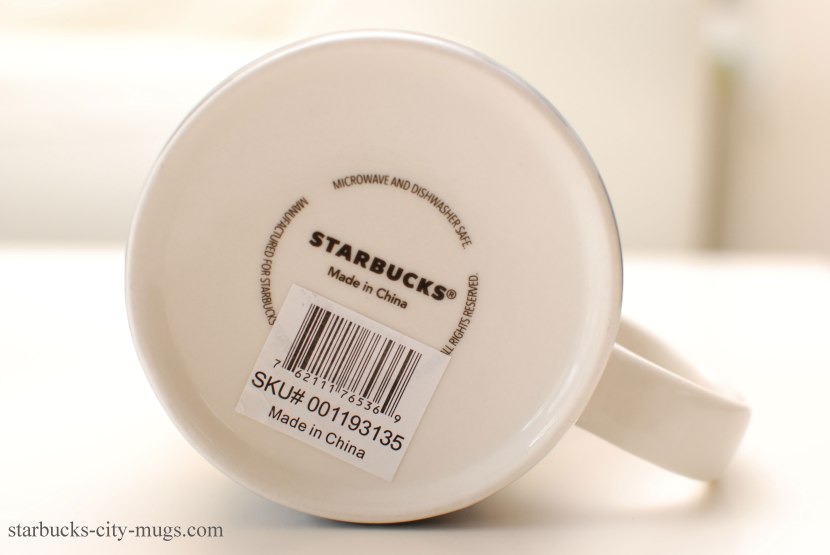 MICROWAVE AND DISHWASHER SAFE.
MANUFACTURED FOR STARBUCKS
STARBUCKS®
Made in China
ALL RIGHTS RESERVED.
7 62111 76536 9
SKU# 001193135
Made in China
starbucks-city-mugs.com